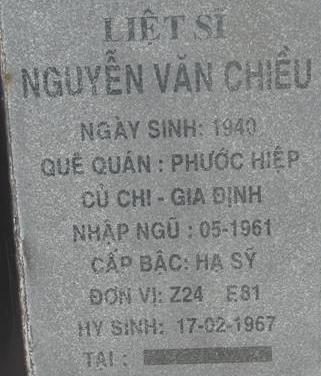 LIỆT SĨ
NGUYỄN VĂN CHIỀU
NGÀY SINH: 1940
QUÊ QUÁN : PHƯỚC HIỆP
CỦ CHI - GIA ĐỊNH
NHẬP NGŨ : 05-1961
CẤP BẬC: HẠ SỸ
ĐƠN VỊ: Z24 E81
HY SINH: 17-02-1967
TẠI :